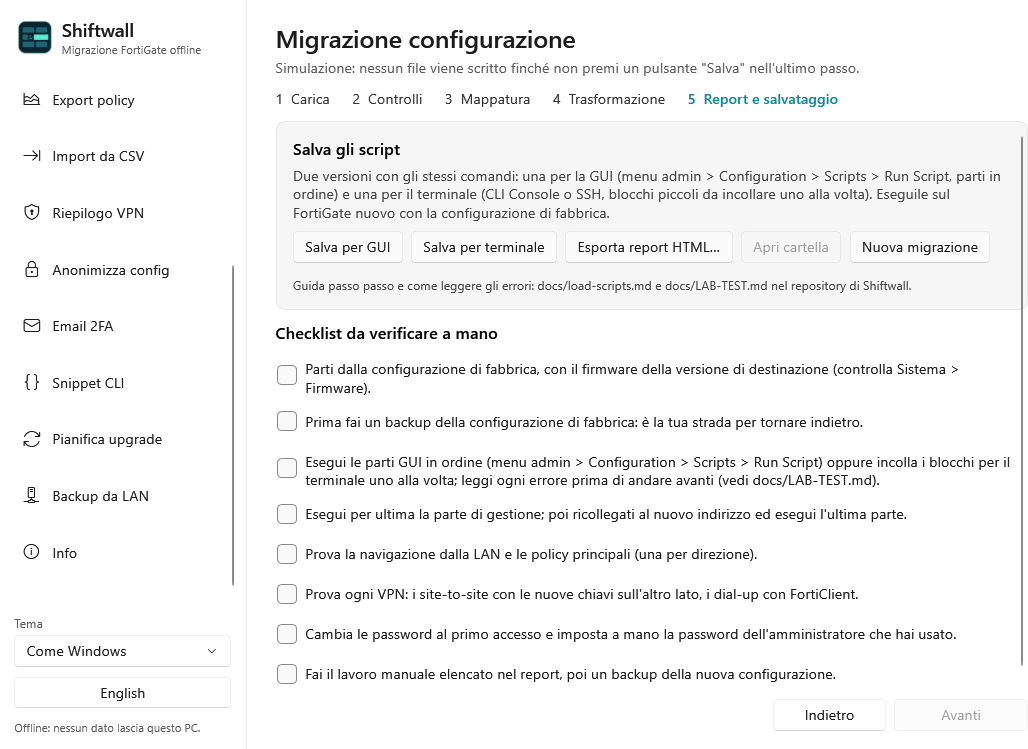 Shiftwall
Migrazione FortiGate offline
Export policy
Import da CSV
Riepilogo VPN
Anonimizza config
Email 2FA
Snippet CLI
Pianifica upgrade
Backup da LAN
Info
Tema
Come Windows
English
Offline: nessun dato lascia questo PC.
Migrazione configurazione
Simulazione: nessun file viene scritto finché non premi un pulsante "Salva" nell'ultimo passo.
1 Carica 2 Controlli 3 Mappatura 4 Trasformazione 5 Report e salvataggio
Salva gli script
Due versioni con gli stessi comandi: una per la GUI (menu admin > Configuration > Scripts > Run Script, parti in
ordine) e una per il terminale (CLI Console o SSH, blocchi piccoli da incollare uno alla volta). Eseguile sul
FortiGate nuovo con la configurazione di fabbrica.
Salva per GUI Salva per terminale Esporta report HTML... Apri cartella Nuova migrazione
Guida passo passo e come leggere gli errori: docs/load-scripts.md e docs/LAB-TEST.md nel repository di Shiftwall.
Checklist da verificare a mano
Parti dalla configurazione di fabbrica, con il firmware della versione di destinazione (controlla Sistema >
Firmware).
Prima fai un backup della configurazione di fabbrica: è la tua strada per tornare indietro.
Esegui le parti GUI in ordine (menu admin > Configuration > Scripts > Run Script) oppure incolla i blocchi per il
terminale uno alla volta; leggi ogni errore prima di andare avanti (vedi docs/LAB-TEST.md).
Esegui per ultima la parte di gestione; poi ricollegati al nuovo indirizzo ed esegui l'ultima parte.
Prova la navigazione dalla LAN e le policy principali (una per direzione).
Prova ogni VPN: i site-to-site con le nuove chiavi sull'altro lato, i dial-up con FortiClient.
Cambia le password al primo accesso e imposta a mano la password dell'amministratore che hai usato.
Fai il lavoro manuale elencato nel report, poi un backup della nuova configurazione.
Indietro Avanti